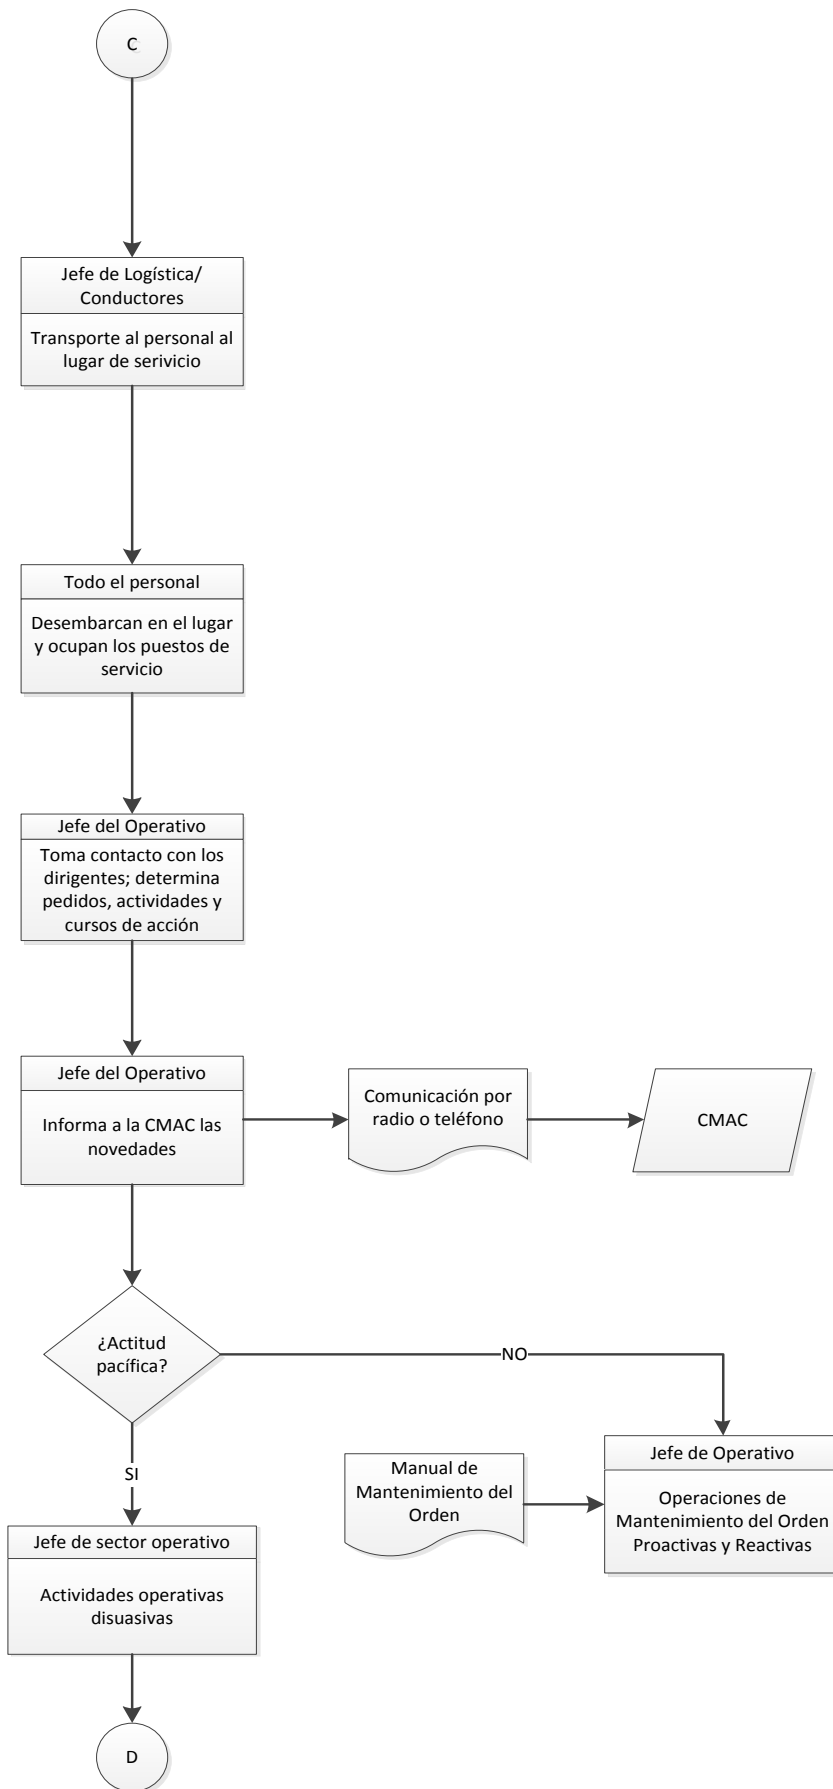 C
Jefe de Logística/
Conductores
Transporte al personal al
lugar de serivicio
Todo el personal
Desembarcan en el lugar
y ocupan los puestos de
servicio
Jefe del Operativo
Toma contacto con los
dirigentes; determina
pedidos, actividades y
cursos de acción
Jefe del Operativo
Informa a la CMAC las
novedades
Comunicación por
radio o teléfono
CMAC
¿Actitud
pacífica?
NO
SI
Manual de
Mantenimiento del
Orden
Jefe de Operativo
Operaciones de
Mantenimiento del Orden
Proactivas y Reactivas
Jefe de sector operativo
Actividades operativas
disuasivas
D